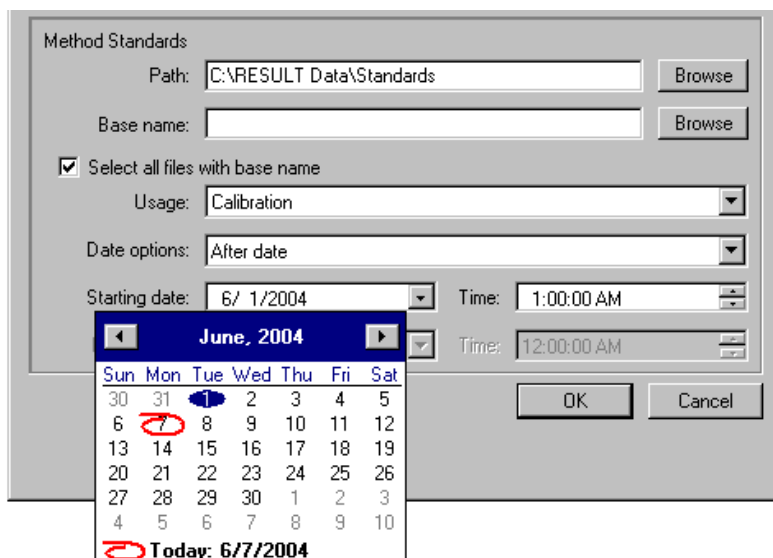 Method Standards
Path: C:\RESULT Data\Standards Browse
Base name: Browse
Select all files with base name
Usage: Calibration
Date options: After date
Starting date: 6/ 1/2004 Time: 1:00:00 AM
Time: 12:00:00 AM
June, 2004
Sun Mon Tue Wed Thu Fri Sat
30 31 1 2 3 4 5
6 7 8 9 10 11 12
13 14 15 16 17 18 19
20 21 22 23 24 25 26
27 28 29 30 1 2 3
4 5 6 7 8 9 10
Today: 6/7/2004
OK Cancel